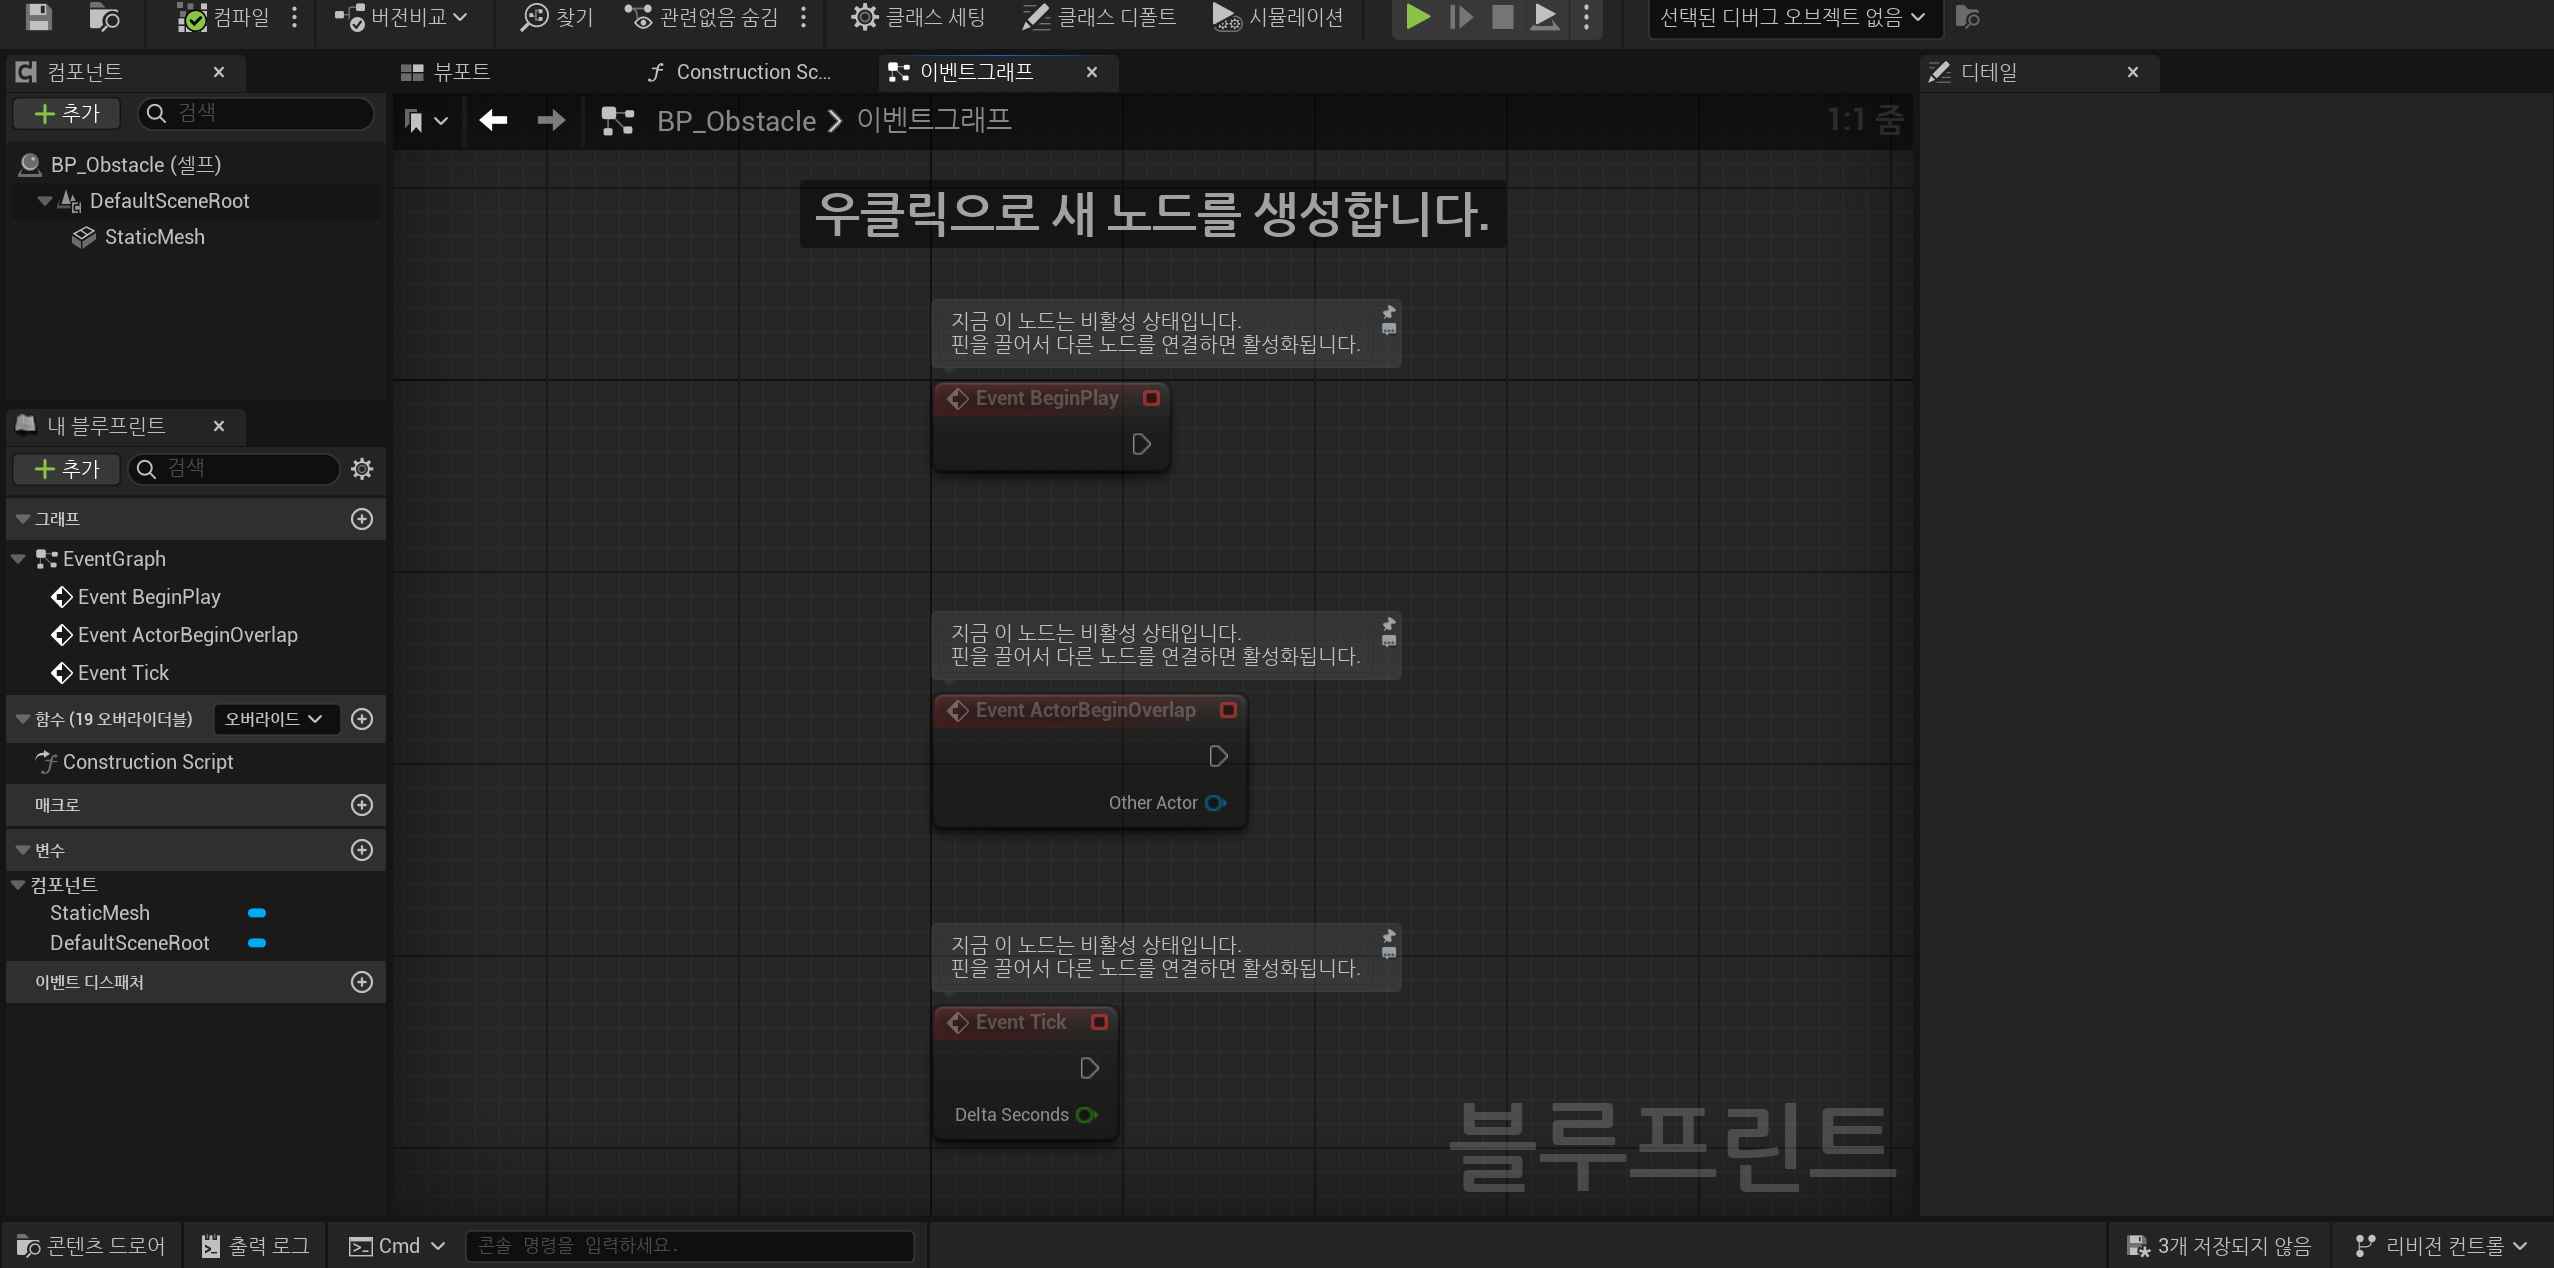 컴파일
버전비교
찾기
관련없음 숨김
클래스 세팅
클래스 디폴트
시뮬레이션
선택된 디버그 오브젝트 없음
컴포넌트
추가
검색
BP_Obstacle (셀프)
DefaultSceneRoot
StaticMesh
내 블루프린트
추가
검색
그래프
EventGraph
Event BeginPlay
Event ActorBeginOverlap
Event Tick
함수 (19 오버라이더블)
오버라이드
Construction Script
매크로
변수
컴포넌트
StaticMesh
DefaultSceneRoot
이벤트 디스패처
뷰포트
Construction Sc...
이벤트그래프
BP_Obstacle
이벤트그래프
1:1 줌
우클릭으로 새 노드를 생성합니다.
지금 이 노드는 비활성 상태입니다.
핀을 끌어서 다른 노드를 연결하면 활성화됩니다.
Event BeginPlay
지금 이 노드는 비활성 상태입니다.
핀을 끌어서 다른 노드를 연결하면 활성화됩니다.
Event ActorBeginOverlap
Other Actor
지금 이 노드는 비활성 상태입니다.
핀을 끌어서 다른 노드를 연결하면 활성화됩니다.
Event Tick
Delta Seconds
블루프린트
디테일
콘텐츠 드로어
출력 로그
Cmd
콘솔 명령을 입력하세요.
3개 저장되지 않음
리비전 컨트롤